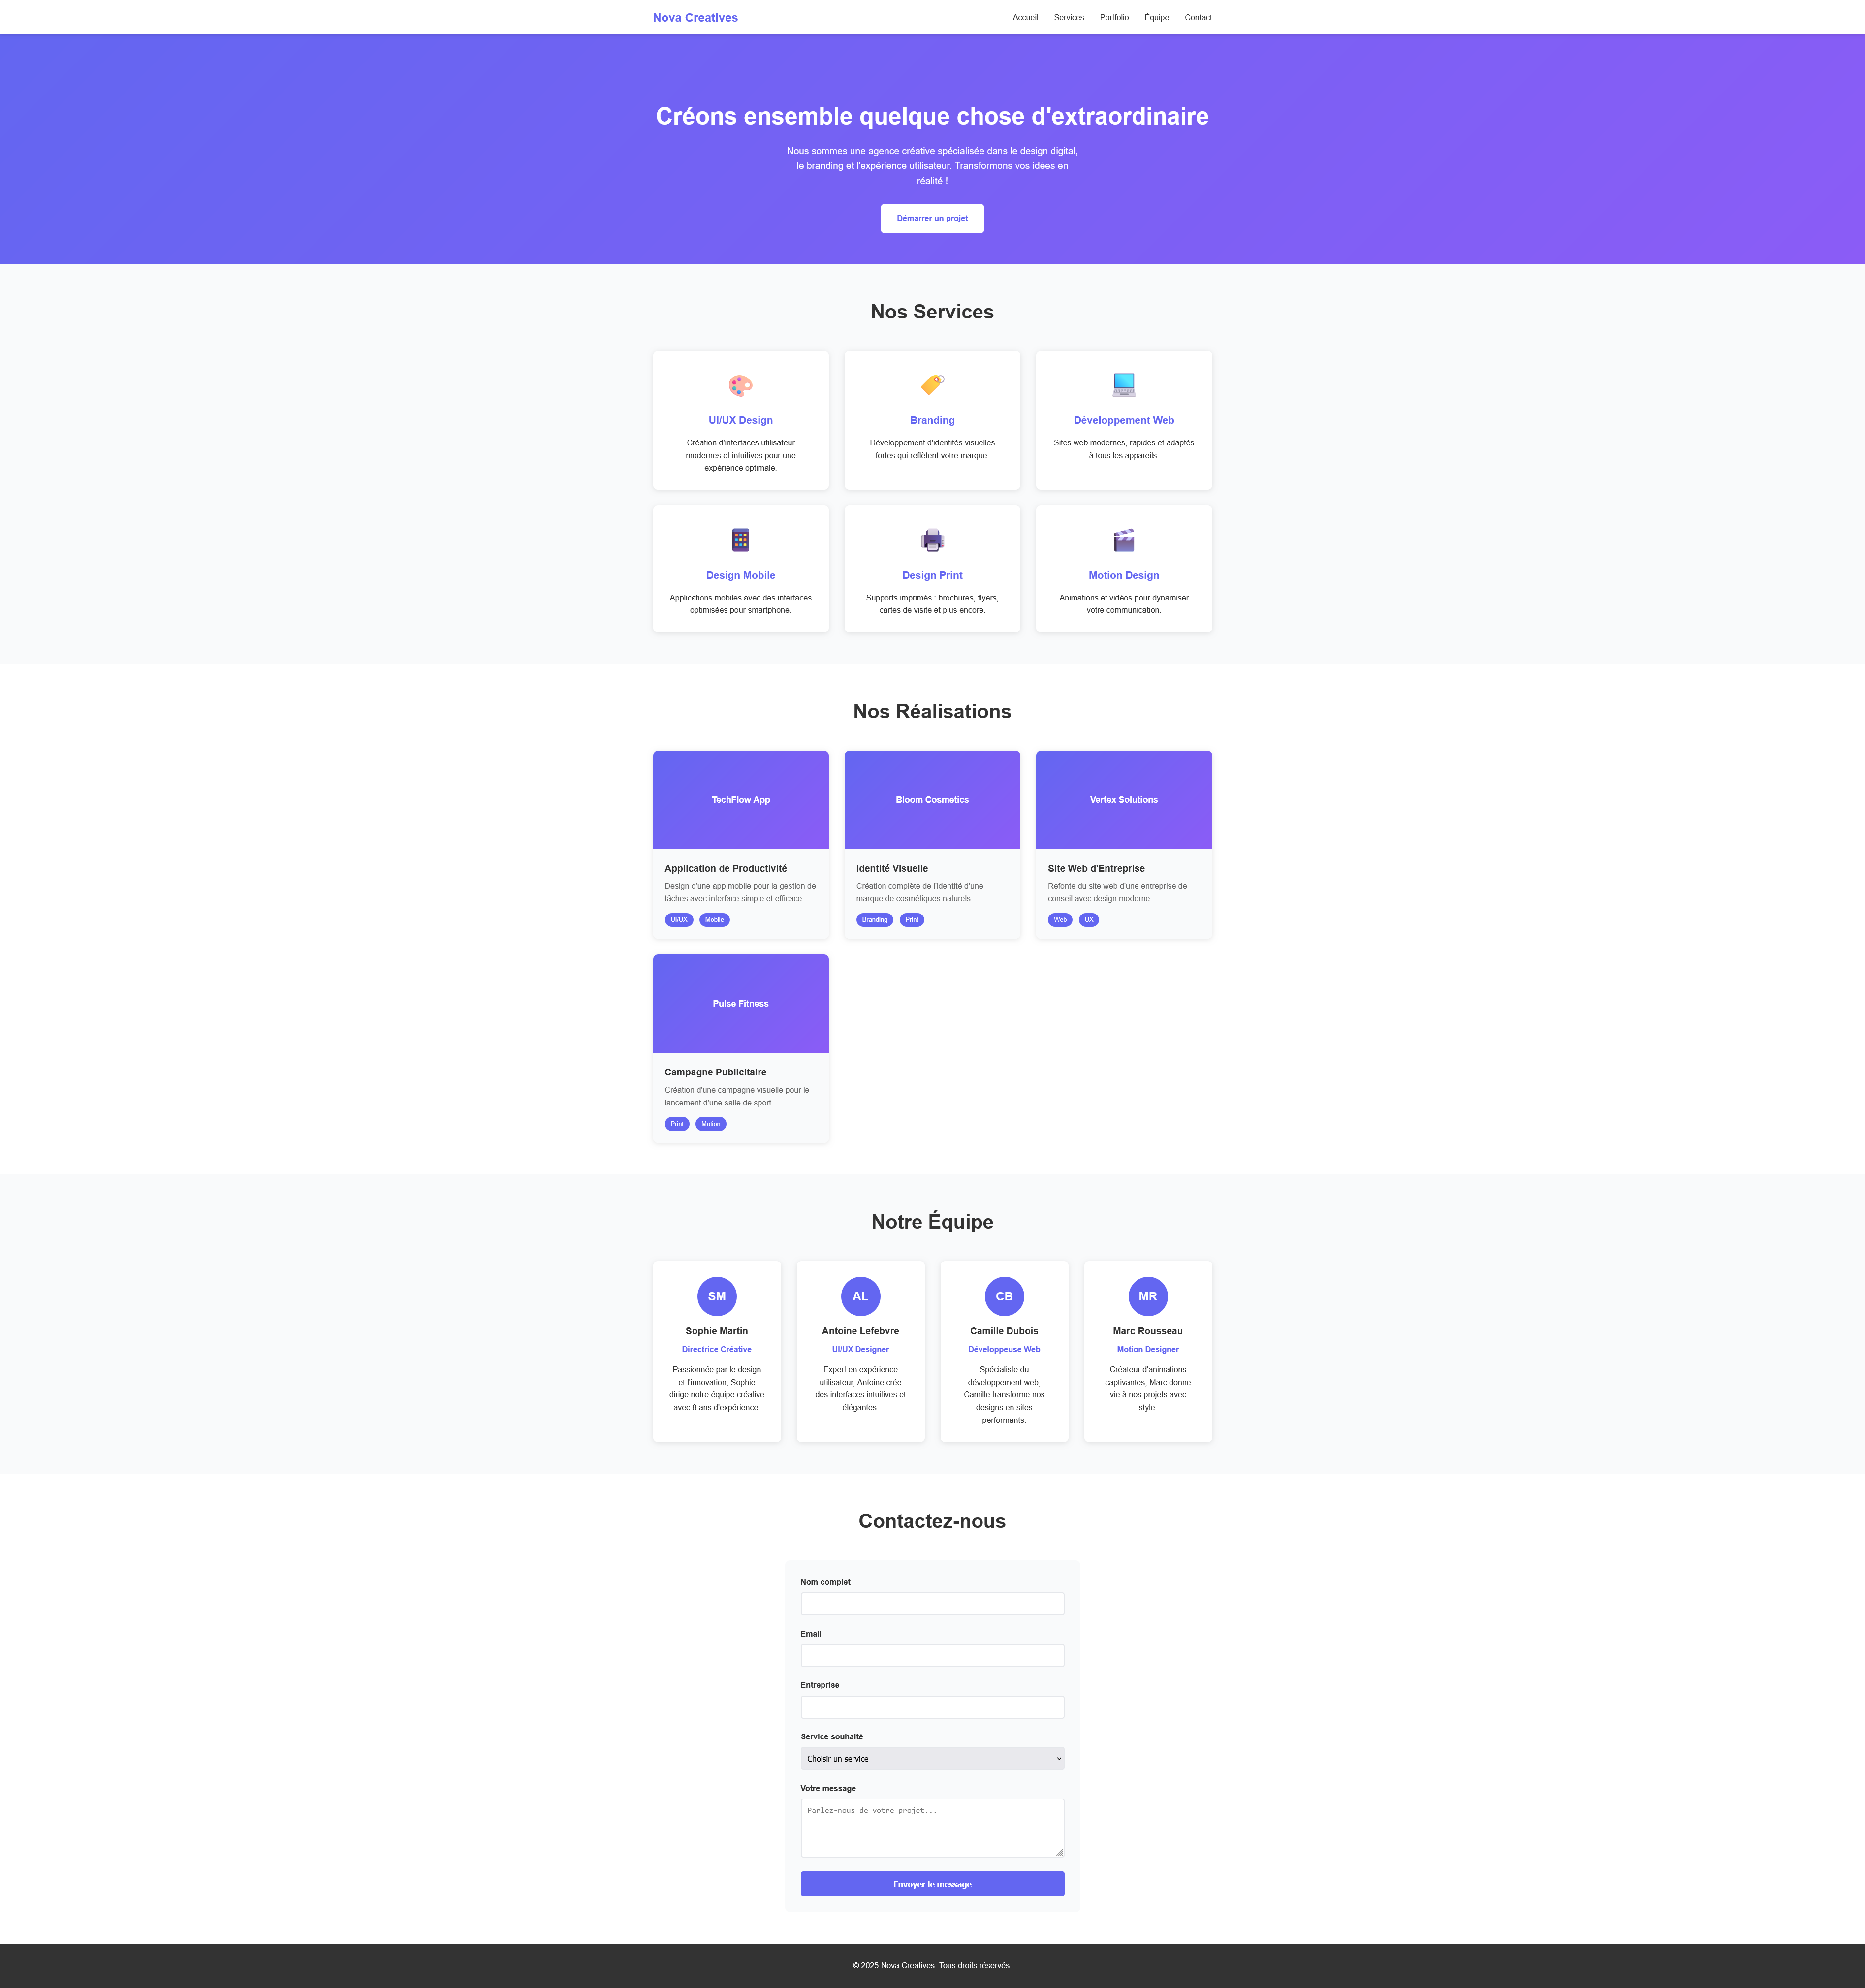 Nova Creatives
Accueil
Services
Portfolio
Équipe
Contact
Créons ensemble quelque chose d'extraordinaire
Nous sommes une agence créative spécialisée dans le design digital,
le branding et l'expérience utilisateur. Transformons vos idées en
réalité !
Démarrer un projet
Nos Services
UI/UX Design
Création d'interfaces utilisateur
modernes et intuitives pour une
expérience optimale.
Branding
Développement d'identités visuelles
fortes qui reflètent votre marque.
Développement Web
Sites web modernes, rapides et adaptés
à tous les appareils.
Design Mobile
Applications mobiles avec des interfaces
optimisées pour smartphone.
Design Print
Supports imprimés : brochures, flyers,
cartes de visite et plus encore.
Motion Design
Animations et vidéos pour dynamiser
votre communication.
Nos Réalisations
TechFlow App
Application de Productivité
Design d'une app mobile pour la gestion de
tâches avec interface simple et efficace.
UI/UX
Mobile
Bloom Cosmetics
Identité Visuelle
Création complète de l'identité d'une
marque de cosmétiques naturels.
Branding
Print
Vertex Solutions
Site Web d'Entreprise
Refonte du site web d'une entreprise de
conseil avec design moderne.
Web
UX
Pulse Fitness
Campagne Publicitaire
Création d'une campagne visuelle pour le
lancement d'une salle de sport.
Print
Motion
Notre Équipe
SM
Sophie Martin
Directrice Créative
Passionnée par le design
et l'innovation, Sophie
dirige notre équipe créative
avec 8 ans d'expérience.
AL
Antoine Lefebvre
UI/UX Designer
Expert en expérience
utilisateur, Antoine crée
des interfaces intuitives et
élégantes.
CB
Camille Dubois
Développeuse Web
Spécialiste du
développement web,
Camille transforme nos
designs en sites
performants.
MR
Marc Rousseau
Motion Designer
Créateur d'animations
captivantes, Marc donne
vie à nos projets avec
style.
Contactez-nous
Nom complet
Email
Entreprise
Service souhaité
Choisir un service
Votre message
Parlez-nous de votre projet...
Envoyer le message
© 2025 Nova Creatives. Tous droits réservés.